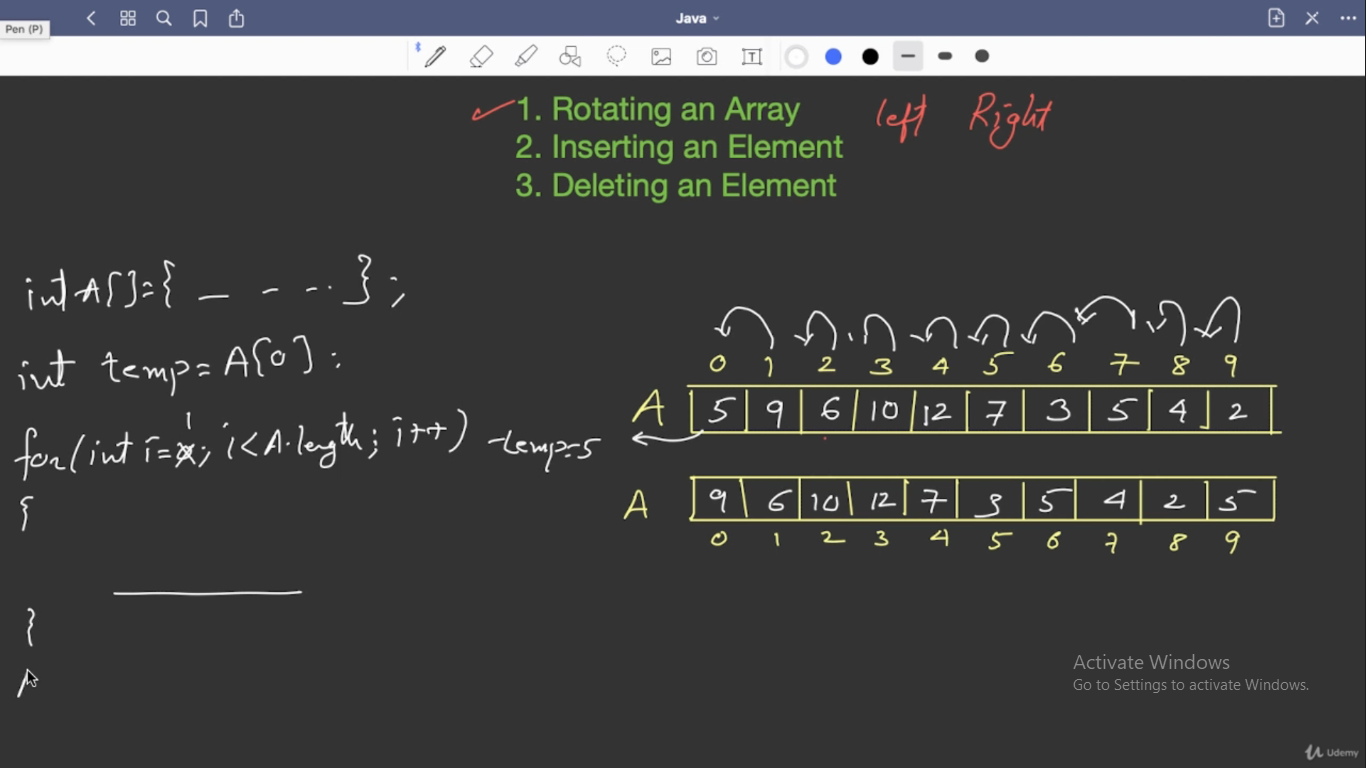 Java
Pen (P)
T
1. Rotating an Array left Right
2. Inserting an Element
3. Deleting an Element
int A[]={ _ - - .. } ;
int temp=A[0] ;
for(int i=x; i<A.length; i++)
1
{
}
temp=5
0 1 2 3 4 5 6 7 8 9
A 5 9 6 10 12 7 3 5 4 2
A 9 6 10 12 7 3 5 4 2 5
0 1 2 3 4 5 6 7 8 9
Activate Windows
Go to Settings to activate Windows.
Udemy